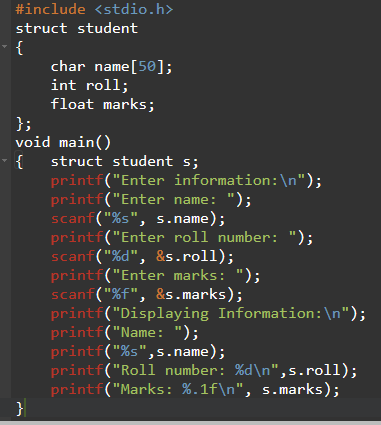 #include <stdio.h>
struct student
{
    char name[50];
    int roll;
    float marks;
};
void main()
{   struct student s;
    printf("Enter information:\n");
    printf("Enter name: ");
    scanf("%s", s.name);
    printf("Enter roll number: ");
    scanf("%d", &s.roll);
    printf("Enter marks: ");
    scanf("%f", &s.marks);
    printf("Displaying Information:\n");
    printf("Name: ");
    printf("%s",s.name);
    printf("Roll number: %d\n",s.roll);
    printf("Marks: %.1f\n", s.marks);
}